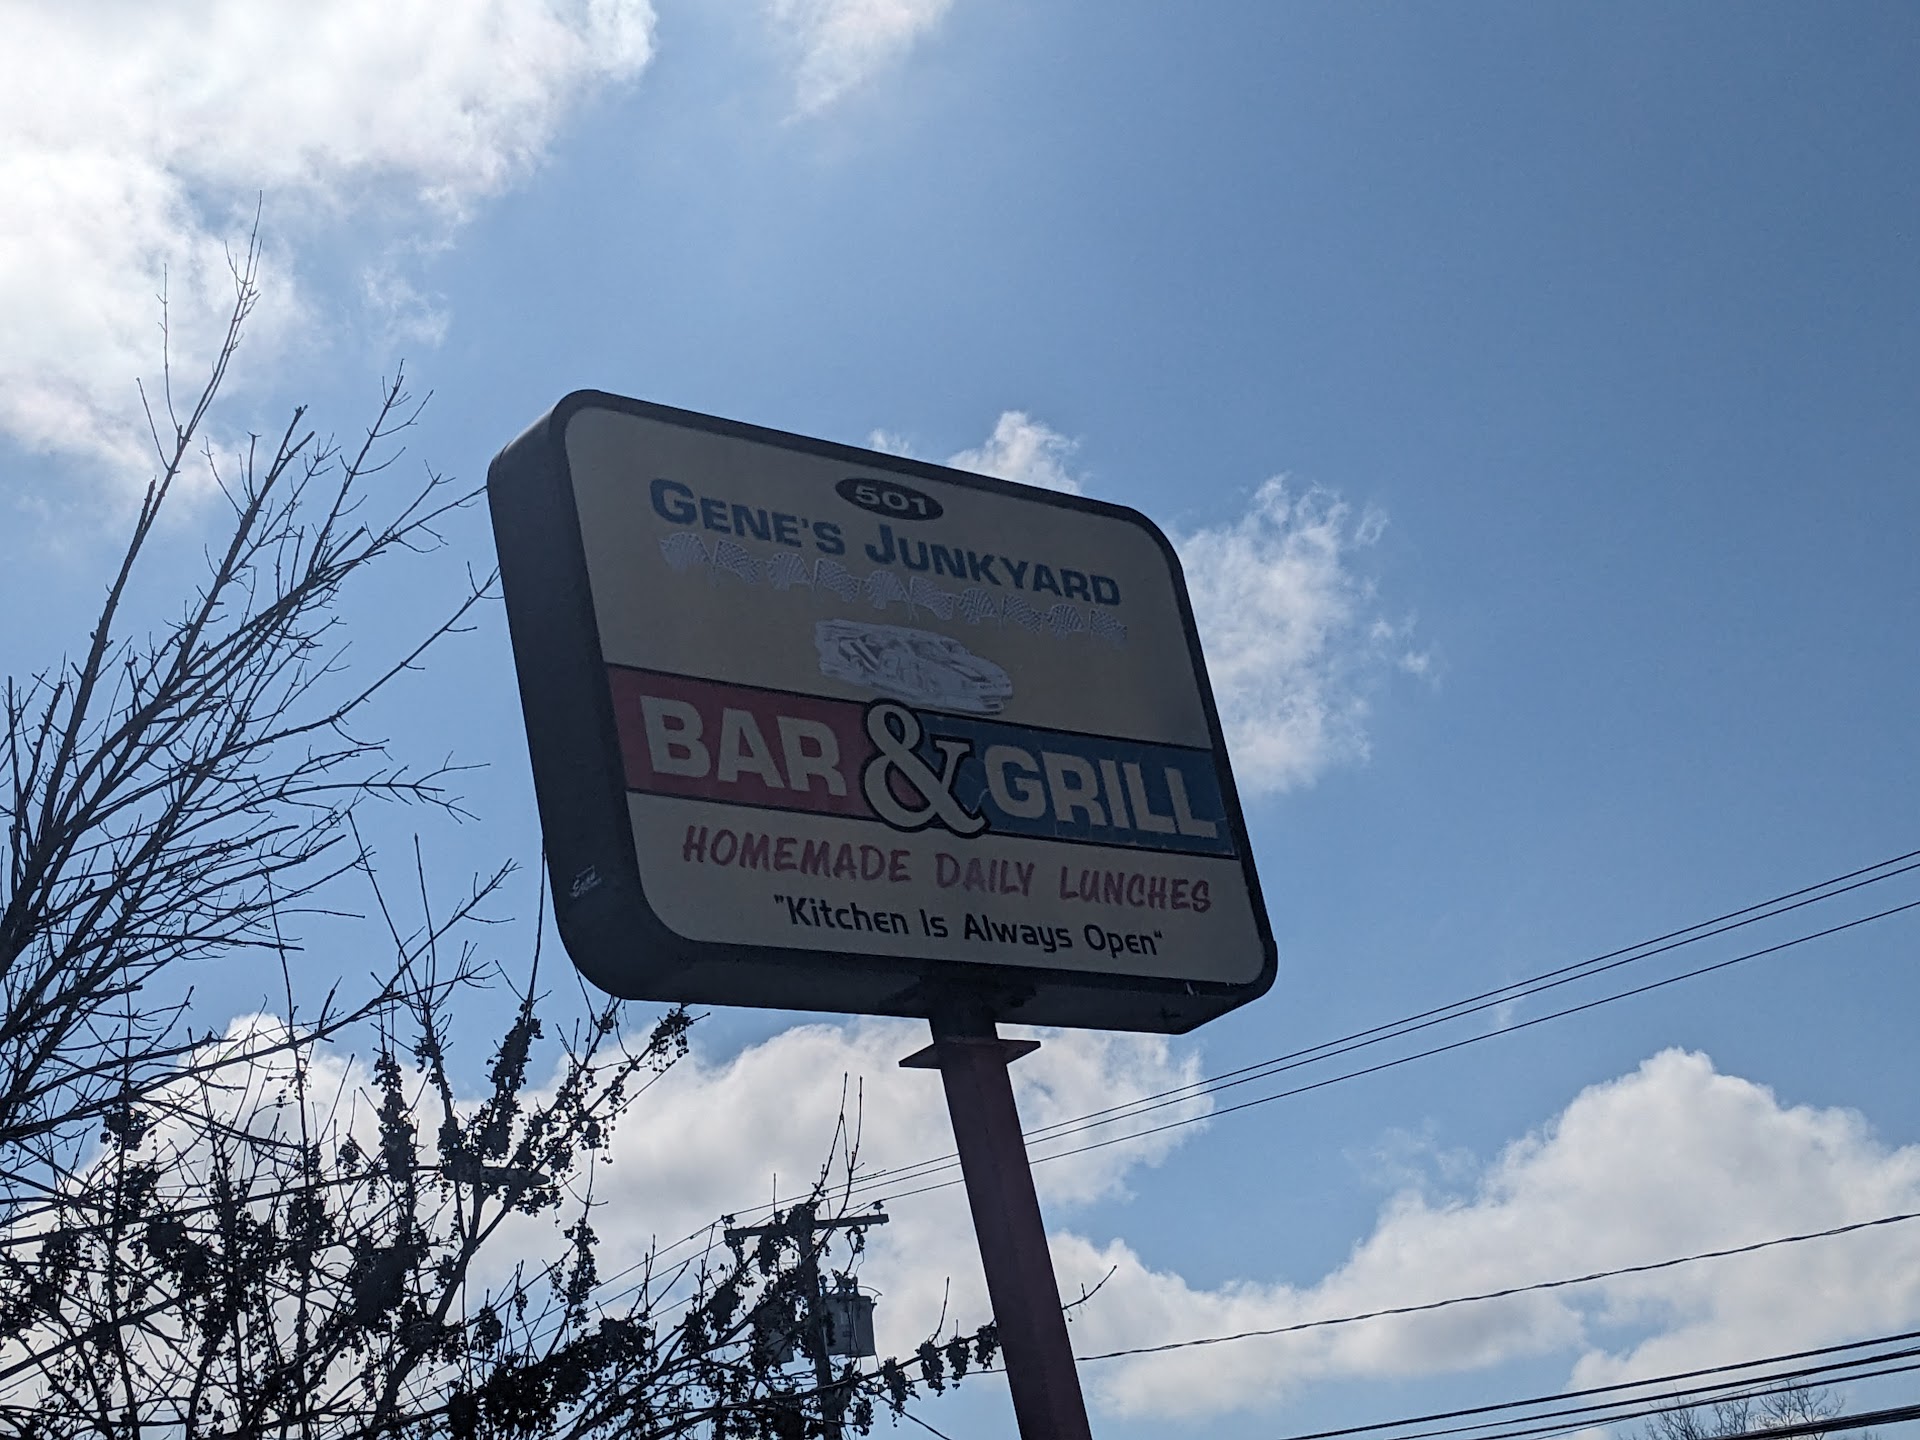 501
GENE'S JUNKYARD
BAR & GRILL
HOMEMADE DAILY LUNCHES
"Kitchen Is Always Open"